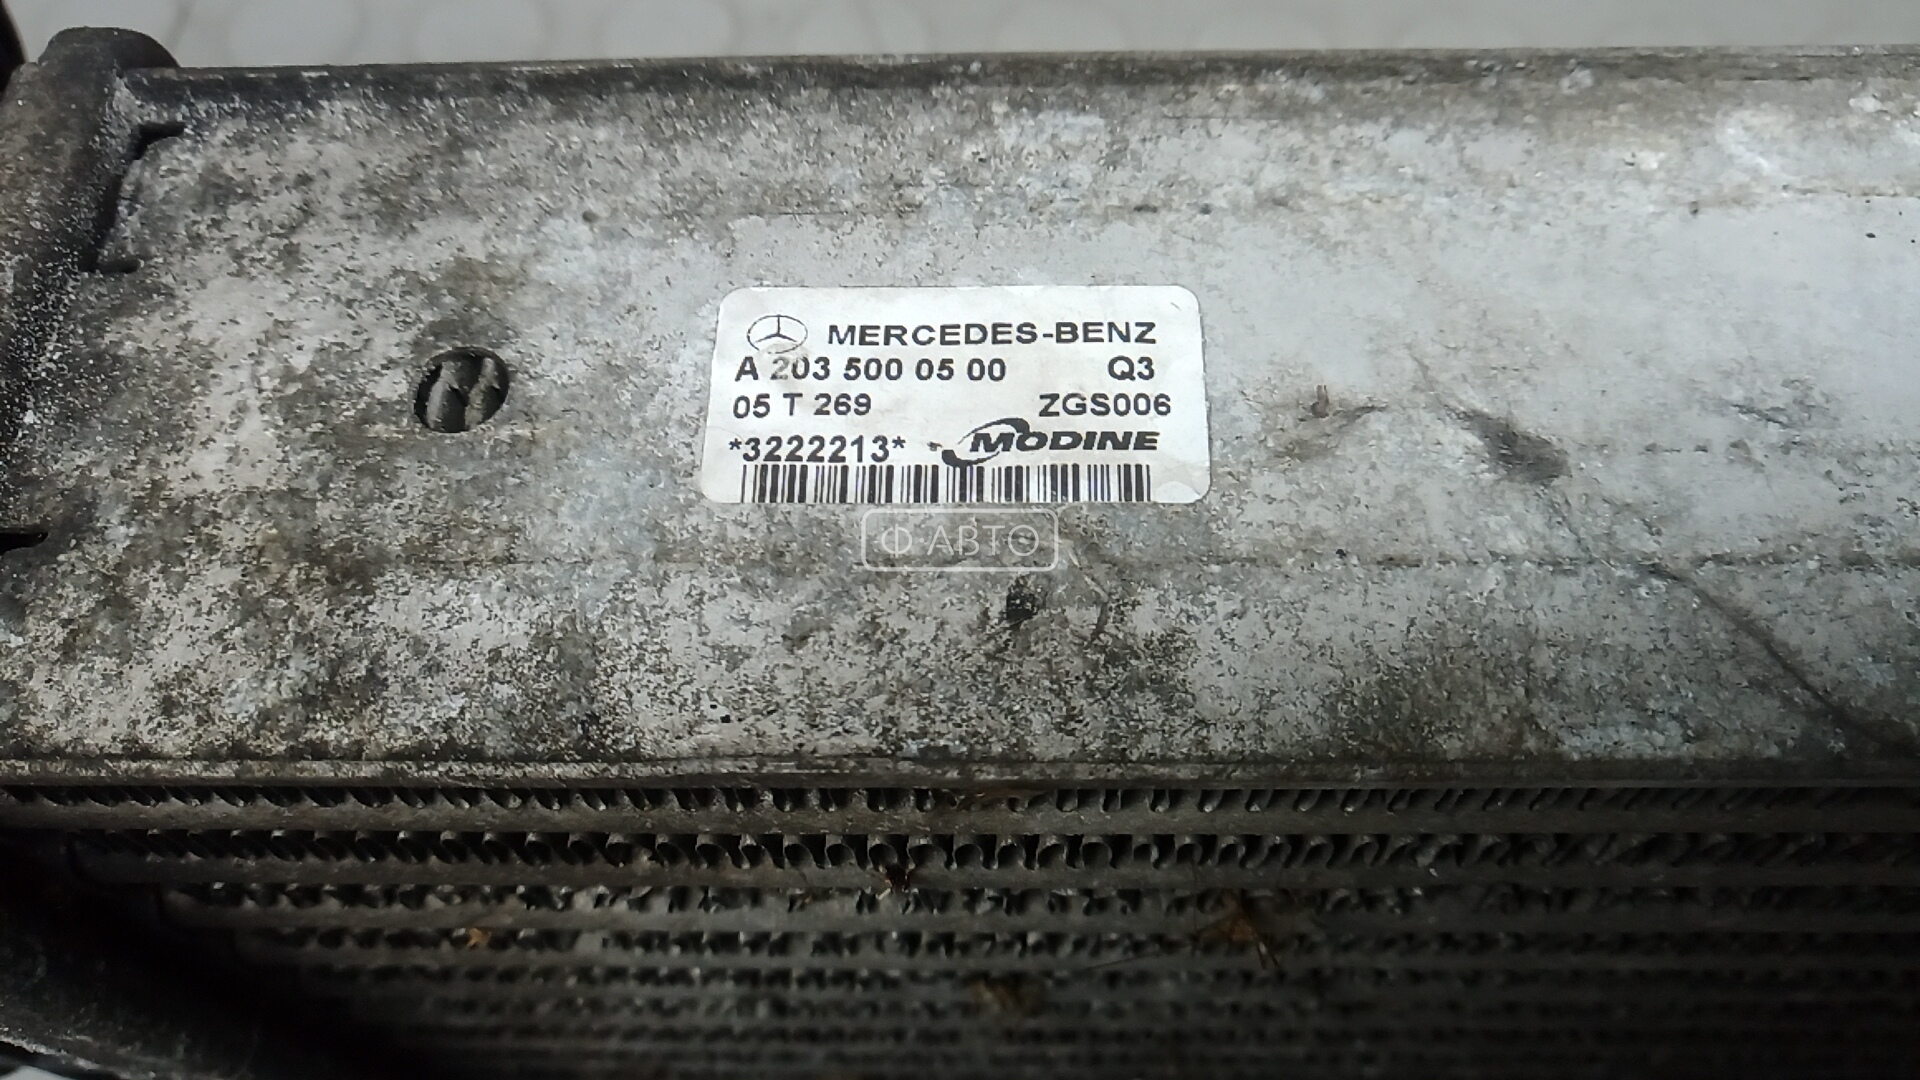 MERCEDES-BENZ
A 203 500 05 00 Q3
05 T 269 ZGS006
*3222213* MODINE
Ф-АВТО